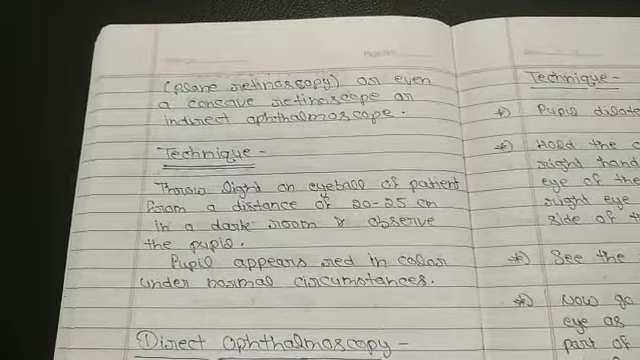 Page No.
(plane retinoscopy) or even
a concave retinoscope or
indirect ophthalmoscope.
Technique -
Throw light on eyeball of patient
from a distance of 20-25 cm
in a dark room & observe
the pupil.
Pupil appears red in color
under normal circumstances.
① Direct Ophthalmoscopy -
Technique -
*) Pupil dilate
*) Hold the
right hand
eye of the
right eye
side of
*) See the
*) Now go
eye as
part of